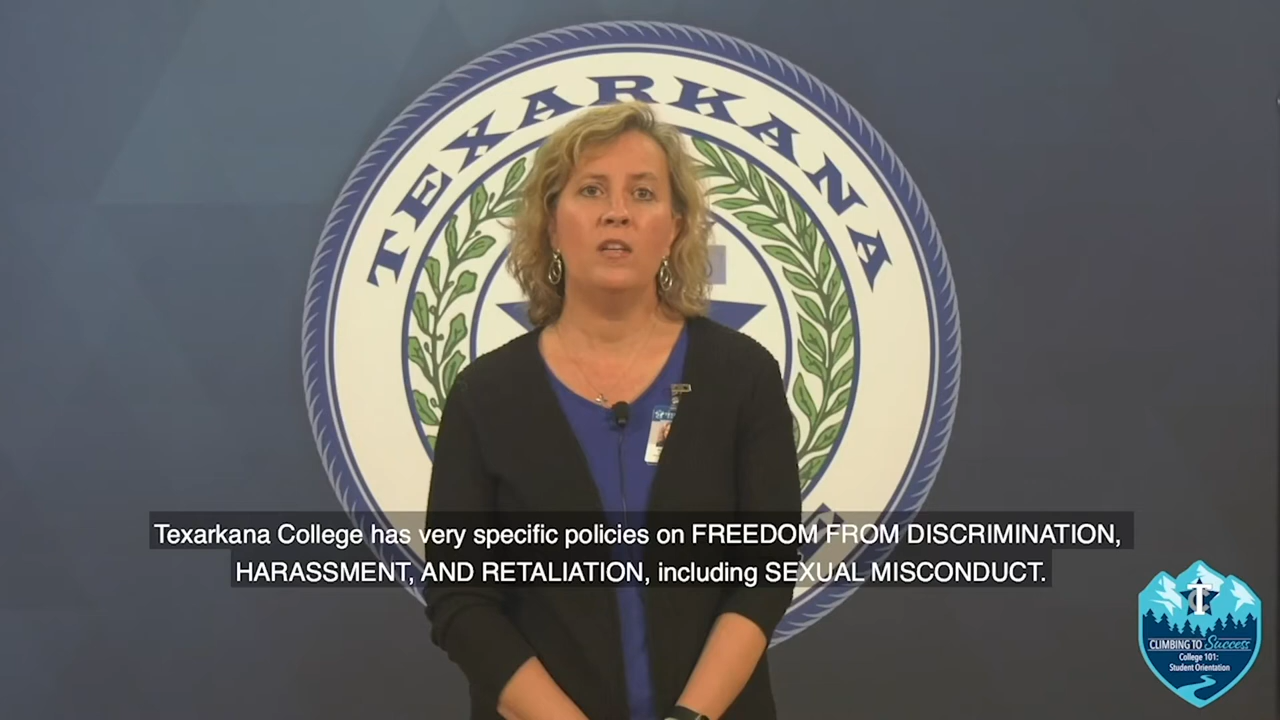 TEXARKANA
Texarkana College has very specific policies on FREEDOM FROM DISCRIMINATION,
HARASSMENT, AND RETALIATION, including SEXUAL MISCONDUCT.
TC
CLIMBING TO Success
College 101:
Student Orientation